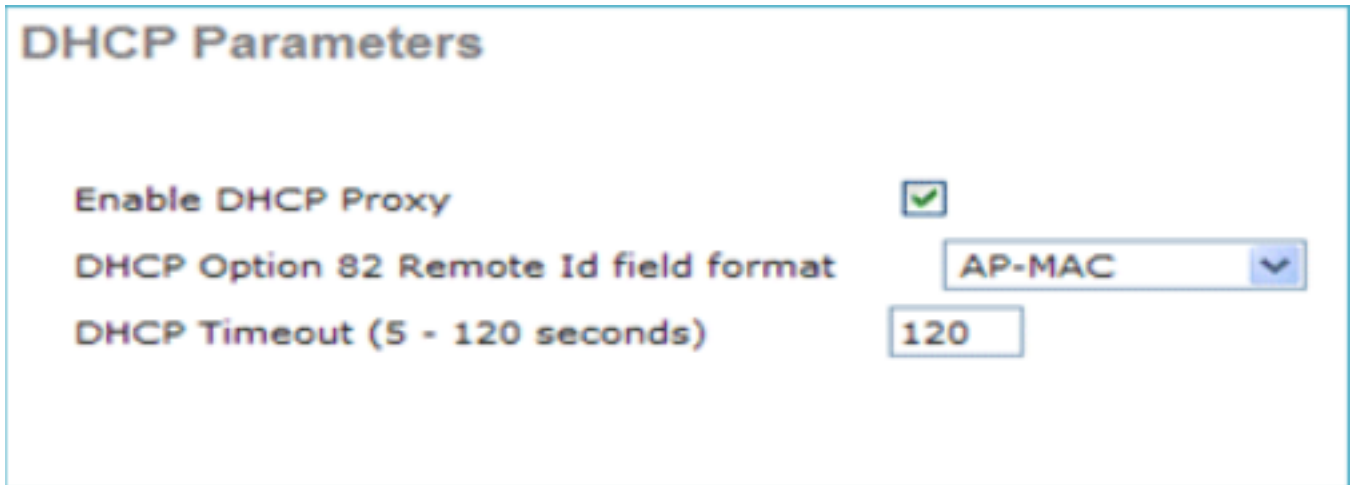 DHCP Parameters
Enable DHCP Proxy
DHCP Option 82 Remote Id field format AP-MAC
DHCP Timeout (5 - 120 seconds) 120